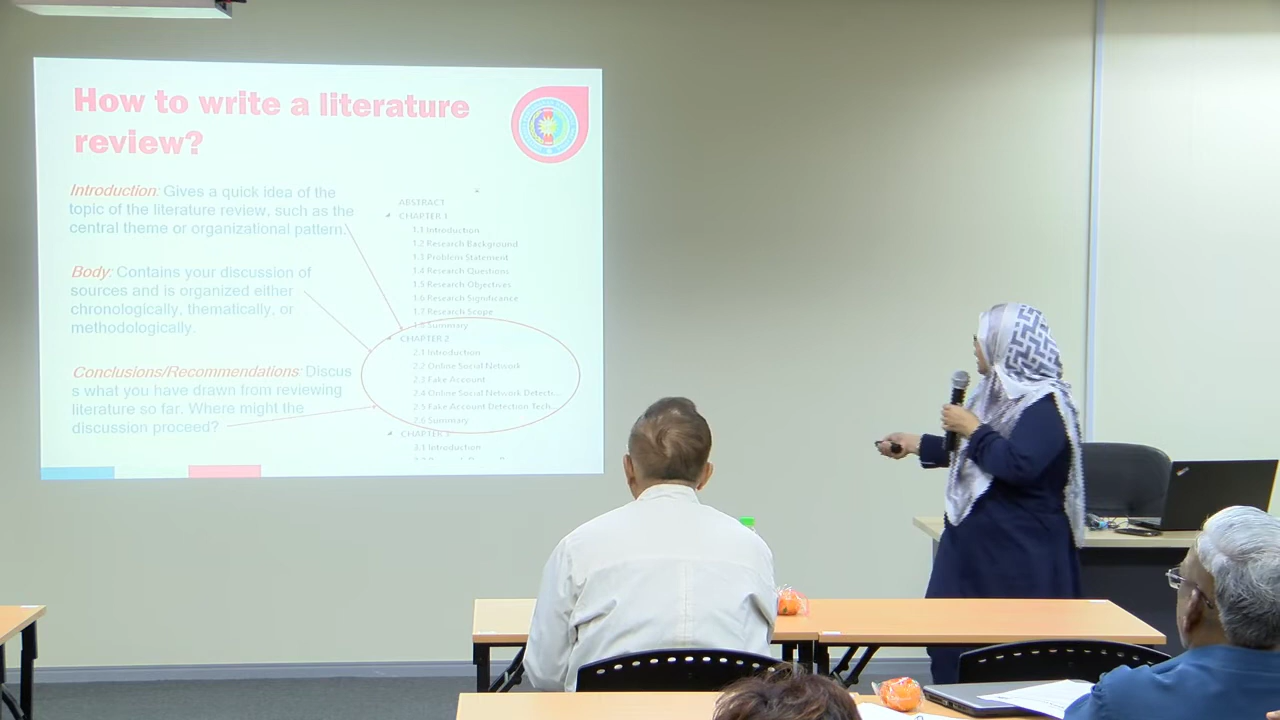 How to write a literature
review?
Introduction: Gives a quick idea of the
topic of the literature review, such as the
central theme or organizational pattern.
Body: Contains your discussion of
sources and is organized either
chronologically, thematically, or
methodologically.
Conclusions/Recommendations: Discus
s what you have drawn from reviewing
literature so far. Where might the
discussion proceed?
ABSTRACT
CHAPTER 1
1.1 Introduction
1.2 Research Background
1.3 Problem Statement
1.4 Research Questions
1.5 Research Objectives
1.6 Research Significance
1.7 Research Scope
1.8 Summary
CHAPTER 2
2.1 Introduction
2.2 Online Social Network
2.3 Fake Account
2.4 Online Social Network Detecti...
2.5 Fake Account Detection Tech...
2.6 Summary
CHAPTER 3
3.1 Introduction